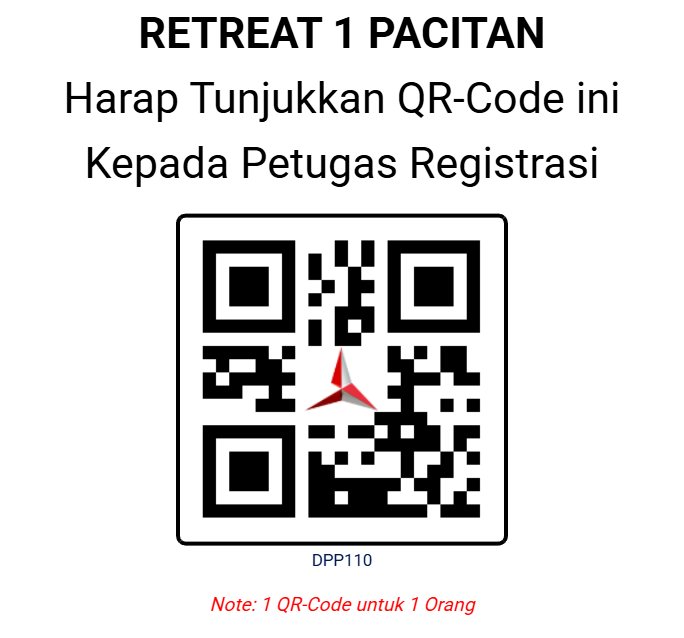 RETREAT 1 PACITAN
Harap Tunjukkan QR-Code ini
Kepada Petugas Registrasi
DPP110
Note: 1 QR-Code untuk 1 Orang